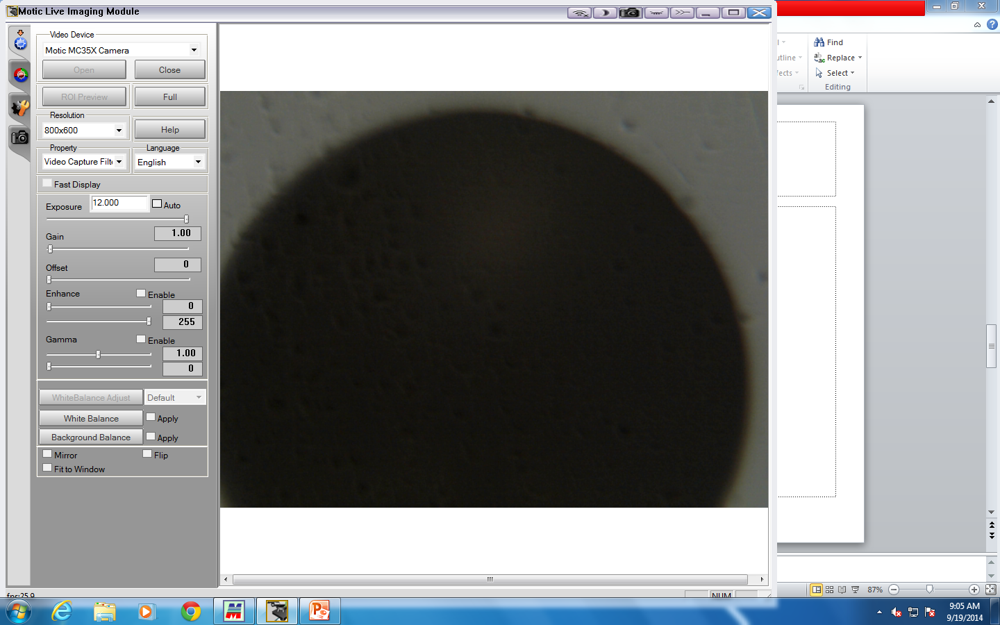 Motic Live Imaging Module
Video Device
Motic MC35X Camera
Open Close
ROI Preview Full
Resolution
800x600 Help
Property Language
Video Capture Filt English
Fast Display
Exposure 12.000 Auto
1.00
Gain
0
Offset
Enhance Enable
0
255
Gamma Enable
1.00
0
WhiteBalance Adjust Default
White Balance Apply
Background Balance Apply
Mirror Flip
Fit to Window
fps:25.9 NUM
Find
Replace
Select
Editing
utline
fects
87%
9:05 AM
9/19/2014